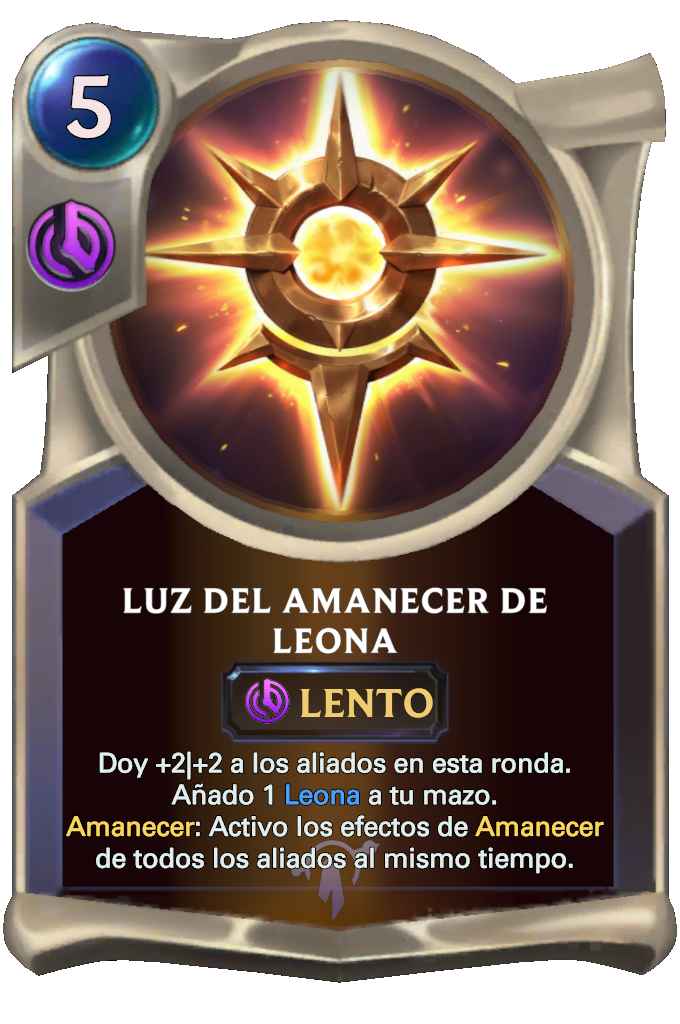 5
LUZ DEL AMANECER DE
LEONA
LENTO
Doy +2|+2 a los aliados en esta ronda.
Añado 1 Leona a tu mazo.
Amanecer: Activo los efectos de Amanecer
de todos los aliados al mismo tiempo.